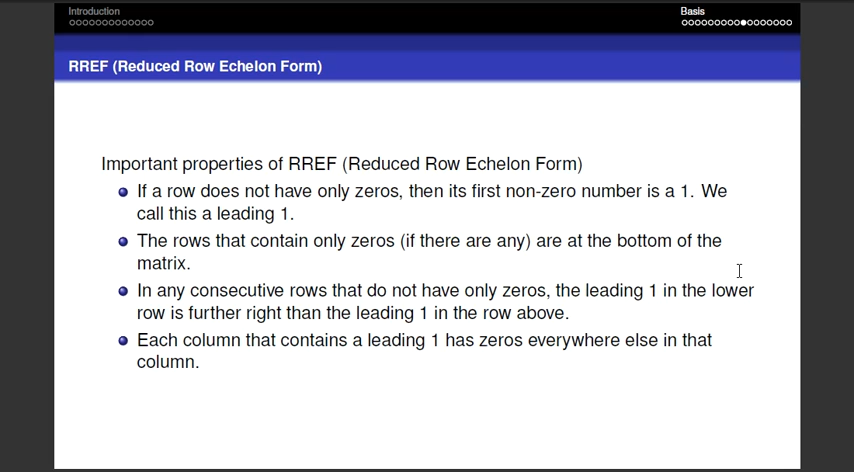 Introduction
Basis
RREF (Reduced Row Echelon Form)
Important properties of RREF (Reduced Row Echelon Form)
If a row does not have only zeros, then its first non-zero number is a 1. We
call this a leading 1.
The rows that contain only zeros (if there are any) are at the bottom of the
matrix.
In any consecutive rows that do not have only zeros, the leading 1 in the lower
row is further right than the leading 1 in the row above.
Each column that contains a leading 1 has zeros everywhere else in that
column.